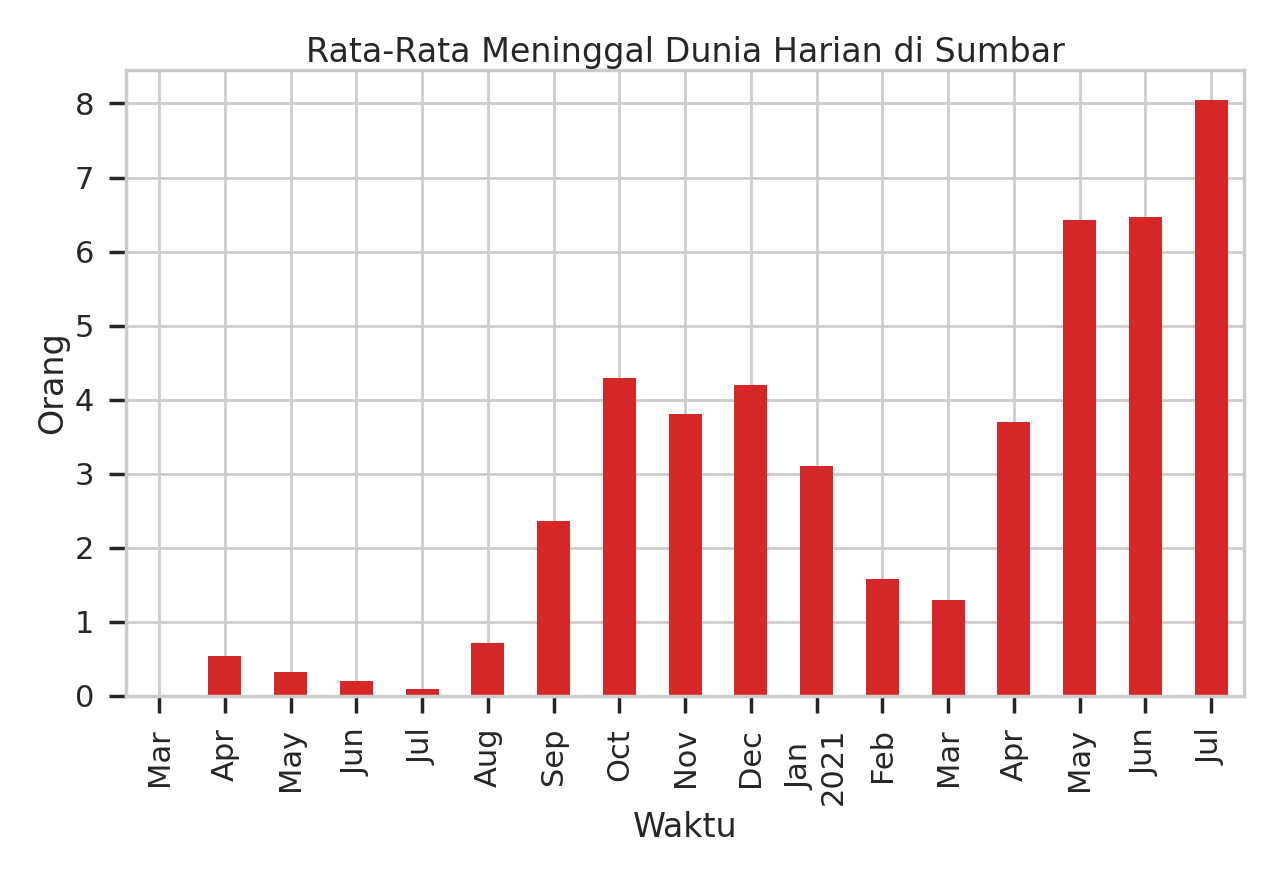 Rata-Rata Meninggal Dunia Harian di Sumbar
8
7
6
5
4
3
2
1
0
Orang
Mar
Apr
May
Jun
Jul
Aug
Sep
Oct
Nov
Dec
Jan
2021
Feb
Mar
Apr
May
Jun
Jul
Waktu